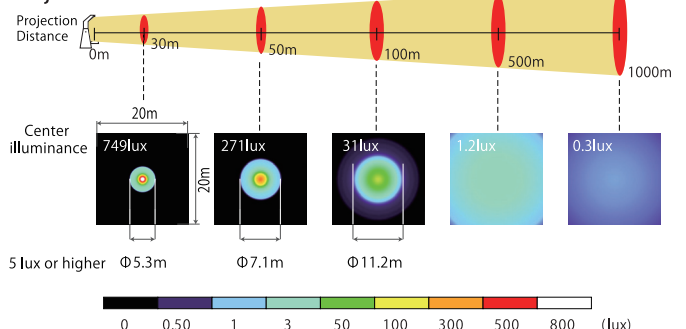 Projection
Distance
0m
30m
50m
100m
500m
1000m
20m
Center
illuminance
749lux
271lux
31lux
1.2lux
0.3lux
20m
5 lux or higher
Φ5.3m
Φ7.1m
Φ11.2m
0 0.50 1 3 50 100 300 500 800 (lux)